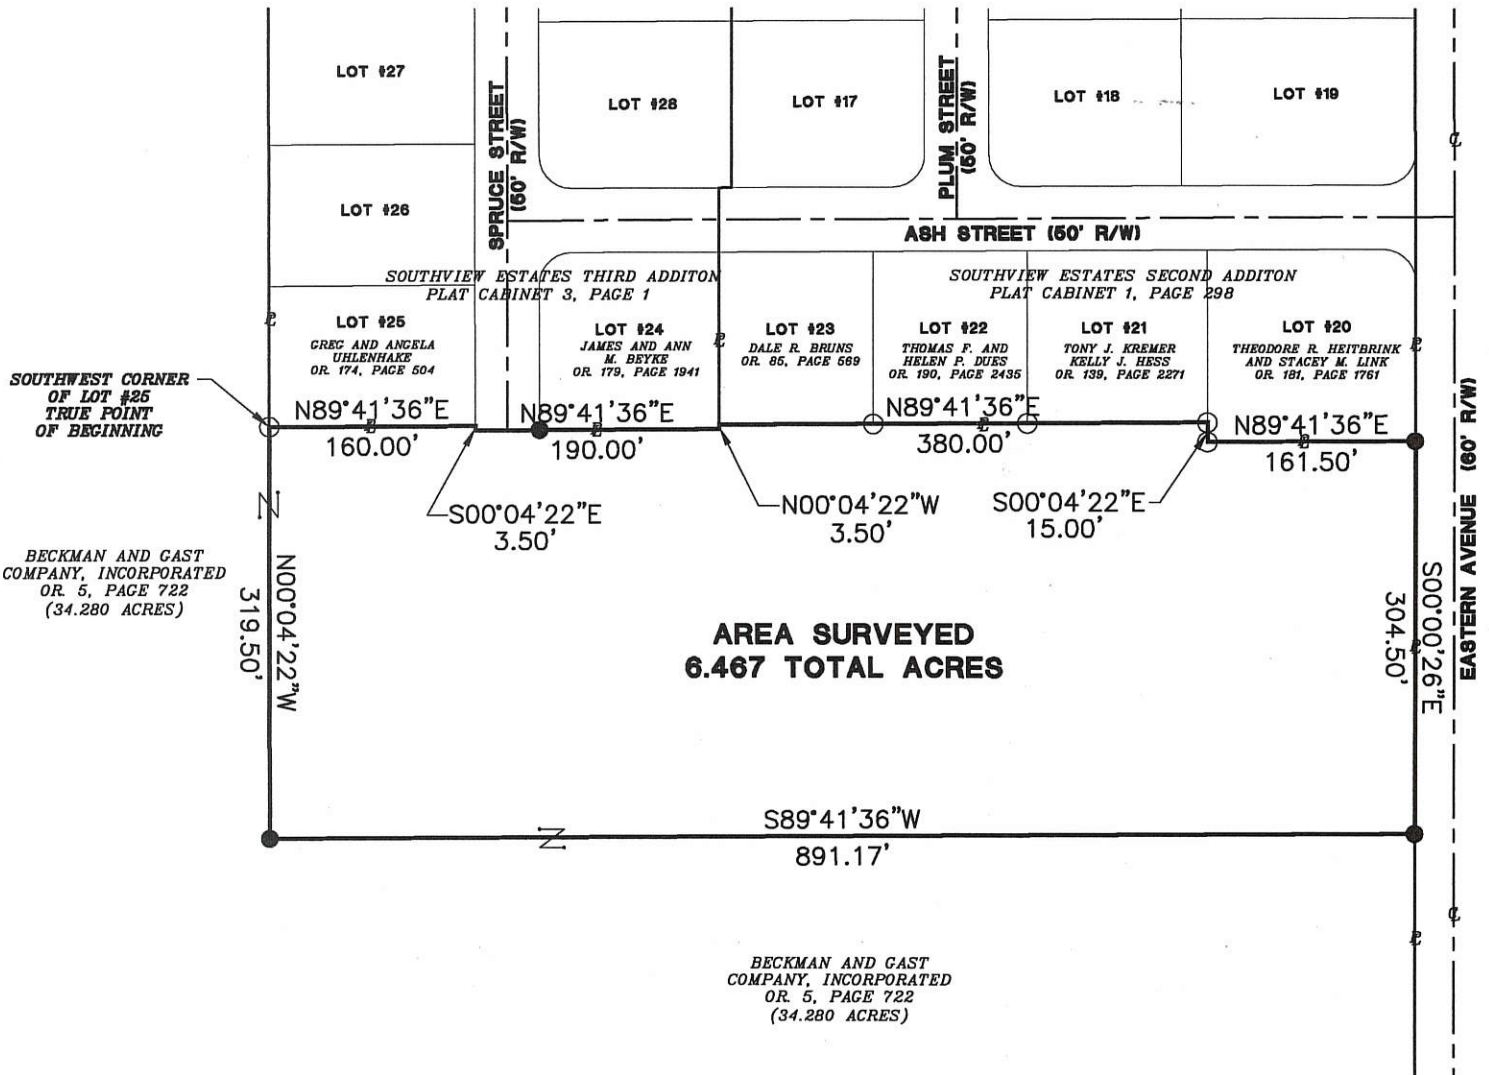 LOT #27
LOT #28
LOT #17
LOT #18
LOT #19
SPRUCE STREET
(50' R/W)
PLUM STREET
(50' R/W)
LOT #26
ASH STREET (50' R/W)
SOUTHVIEW ESTATES THIRD ADDITON
PLAT CABINET 3, PAGE 1
SOUTHVIEW ESTATES SECOND ADDITON
PLAT CABINET 1, PAGE 298
LOT #25
GREG AND ANGELA
UHLENHAKE
OR. 174, PAGE 504
LOT #24
JAMES AND ANN
M. BEYKE
OR. 179, PAGE 1941
LOT #23
DALE R. BRUNS
OR. 85, PAGE 569
LOT #22
THOMAS F. AND
HELEN P. DUES
OR. 190, PAGE 2435
LOT #21
TONY J. KREMER
KELLY J. HESS
OR. 139, PAGE 2271
LOT #20
THEODORE R. HEITBRINK
AND STACEY M. LINK
OR. 181, PAGE 1761
SOUTHWEST CORNER
OF LOT #25
TRUE POINT
OF BEGINNING
N89°41'36"E
160.00'
N89°41'36"E
190.00'
N89°41'36"E
380.00'
N89°41'36"E
161.50'
S00°04'22"E
3.50'
N00°04'22"W
3.50'
S00°04'22"E
15.00'
EASTERN AVENUE (60' R/W)
BECKMAN AND GAST
COMPANY, INCORPORATED
OR. 5, PAGE 722
(34.280 ACRES)
N00°04'22"W
319.50'
AREA SURVEYED
6.467 TOTAL ACRES
S00°00'26"E
304.50'
S89°41'36"W
891.17'
BECKMAN AND GAST
COMPANY, INCORPORATED
OR. 5, PAGE 722
(34.280 ACRES)